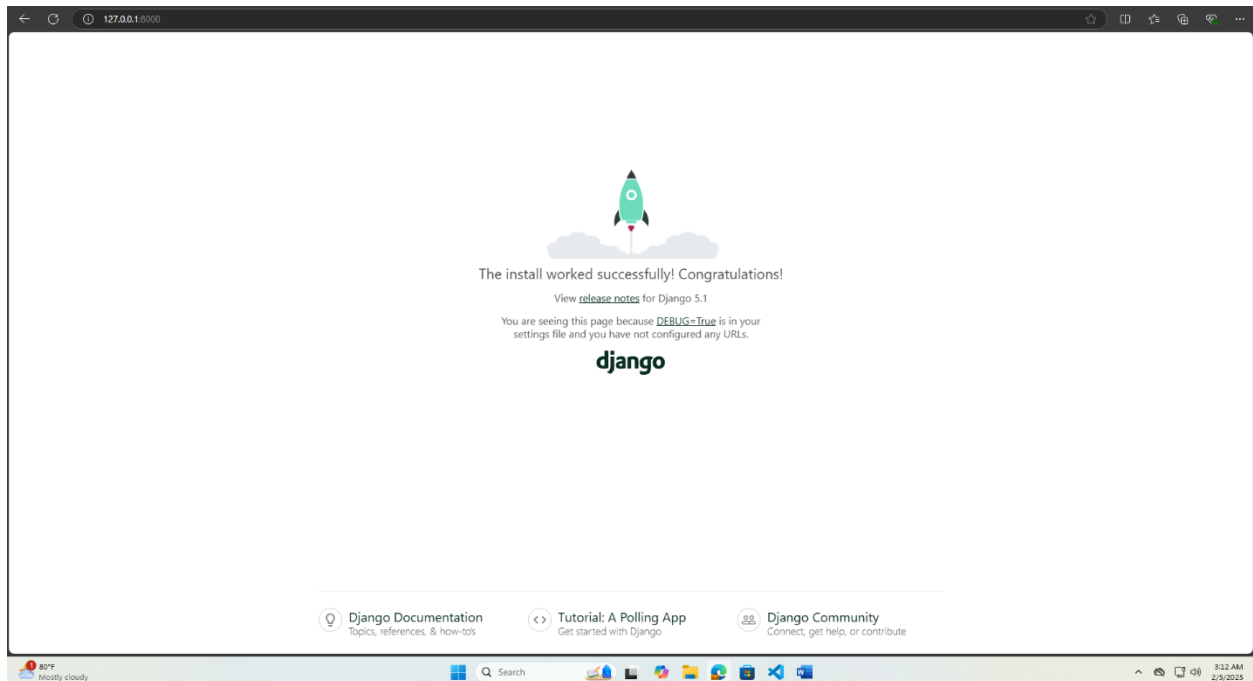 127.0.0.1:8000
The install worked successfully! Congratulations!
View release notes for Django 5.1
You are seeing this page because DEBUG=True is in your
settings file and you have not configured any URLs.
django
Django Documentation
Topics, references, & how-to's
Tutorial: A Polling App
Get started with Django
Django Community
Connect, get help, or contribute
1
80°F
Mostly cloudy
Search
W
3:12 AM
2/5/2025